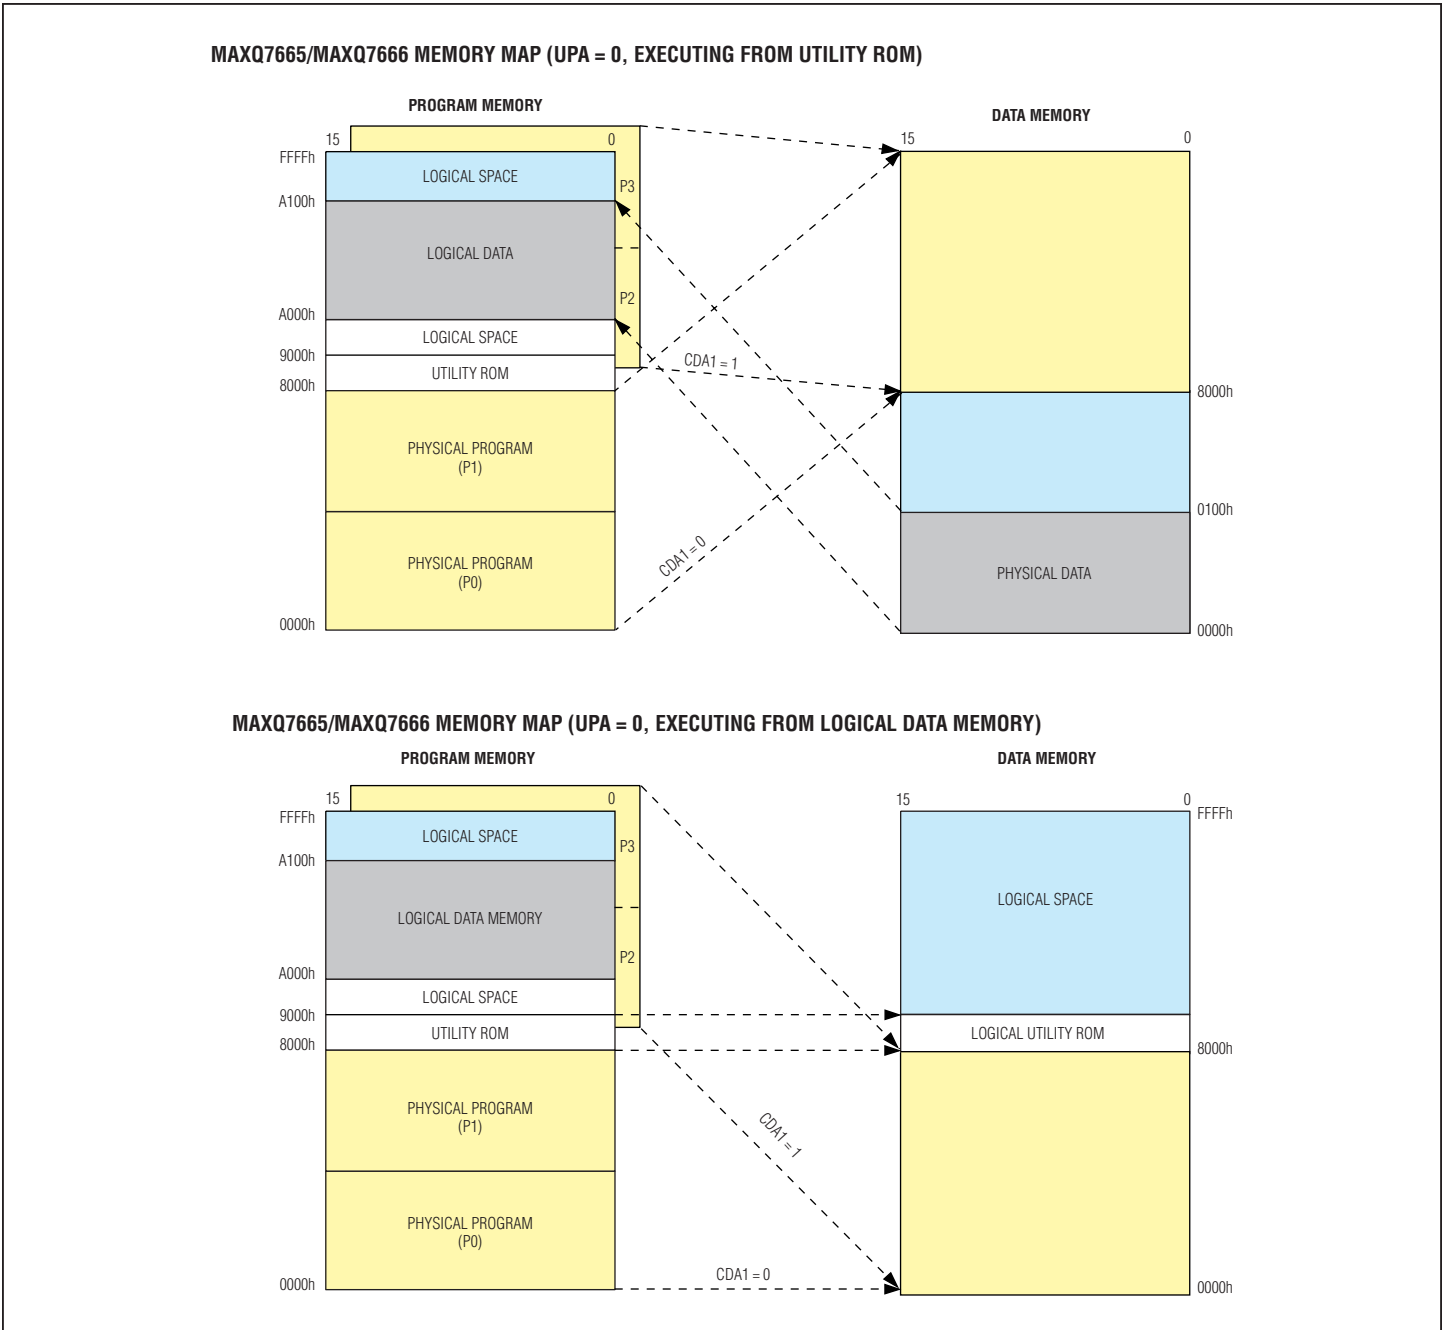 MAXQ7665/MAXQ7666 MEMORY MAP (UPA = 0, EXECUTING FROM UTILITY ROM)
PROGRAM MEMORY
DATA MEMORY
15
0
15
0
FFFFh
LOGICAL SPACE
P3
A100h
LOGICAL DATA
P2
A000h
LOGICAL SPACE
9000h
UTILITY ROM
CDA1 = 1
8000h
8000h
PHYSICAL PROGRAM
(P1)
0100h
CDA1 = 0
PHYSICAL PROGRAM
(P0)
PHYSICAL DATA
0000h
0000h
MAXQ7665/MAXQ7666 MEMORY MAP (UPA = 0, EXECUTING FROM LOGICAL DATA MEMORY)
PROGRAM MEMORY
DATA MEMORY
15
0
15
0
FFFFh
FFFFh
LOGICAL SPACE
P3
A100h
LOGICAL SPACE
LOGICAL DATA MEMORY
P2
A000h
LOGICAL SPACE
9000h
UTILITY ROM
LOGICAL UTILITY ROM
8000h
8000h
PHYSICAL PROGRAM
(P1)
CDA1 = 1
PHYSICAL PROGRAM
(P0)
CDA1 = 0
0000h
0000h